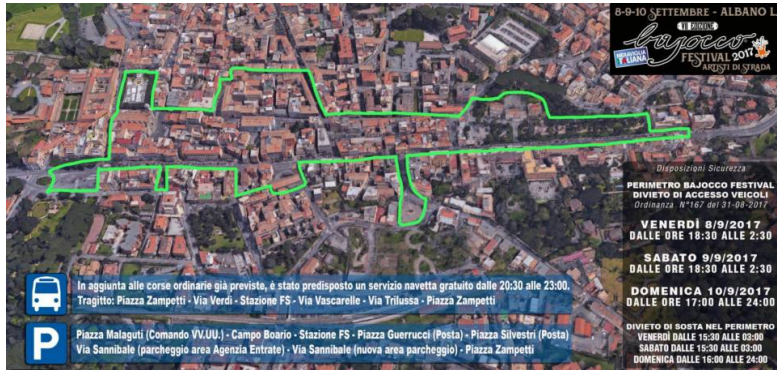 8-9-10 SETTEMBRE - ALBANO L
VII EDIZIONE
bajocco
MERAVIGLIA ITALIANA
FESTIVAL 2017
ARTISTI DI STRADA
Disposizioni Sicurezza
PERIMETRO BAJOCCO FESTIVAL
DIVIETO DI ACCESSO VEICOLI
Ordinanza N°167 del 31-08-2017
VENERDÌ 8/9/2017
DALLE ORE 18:30 ALLE 2:30
SABATO 9/9/2017
DALLE ORE 18:30 ALLE 2:30
DOMENICA 10/9/2017
DALLE ORE 17:00 ALLE 24:00
DIVIETO DI SOSTA NEL PERIMETRO
VENERDÌ DALLE 15:30 ALLE 03:00
SABATO DALLE 15:30 ALLE 03:00
DOMENICA DALLE 16:00 ALLE 24:00
In aggiunta alle corse ordinarie già previste, è stato predisposto un servizio navetta gratuito dalle 20:30 alle 23:00.
Tragitto: Piazza Zampetti - Via Verdi - Stazione FS - Via Vascarelle - Via Trilussa - Piazza Zampetti
P
Piazza Malaguti (Comando VV.UU.) - Campo Boario - Stazione FS - Piazza Guerrucci (Posta) - Piazza Silvestri (Posta)
Via Sannibale (parcheggio area Agenzia Entrate) - Via Sannibale (nuova area parcheggio) - Piazza Zampetti